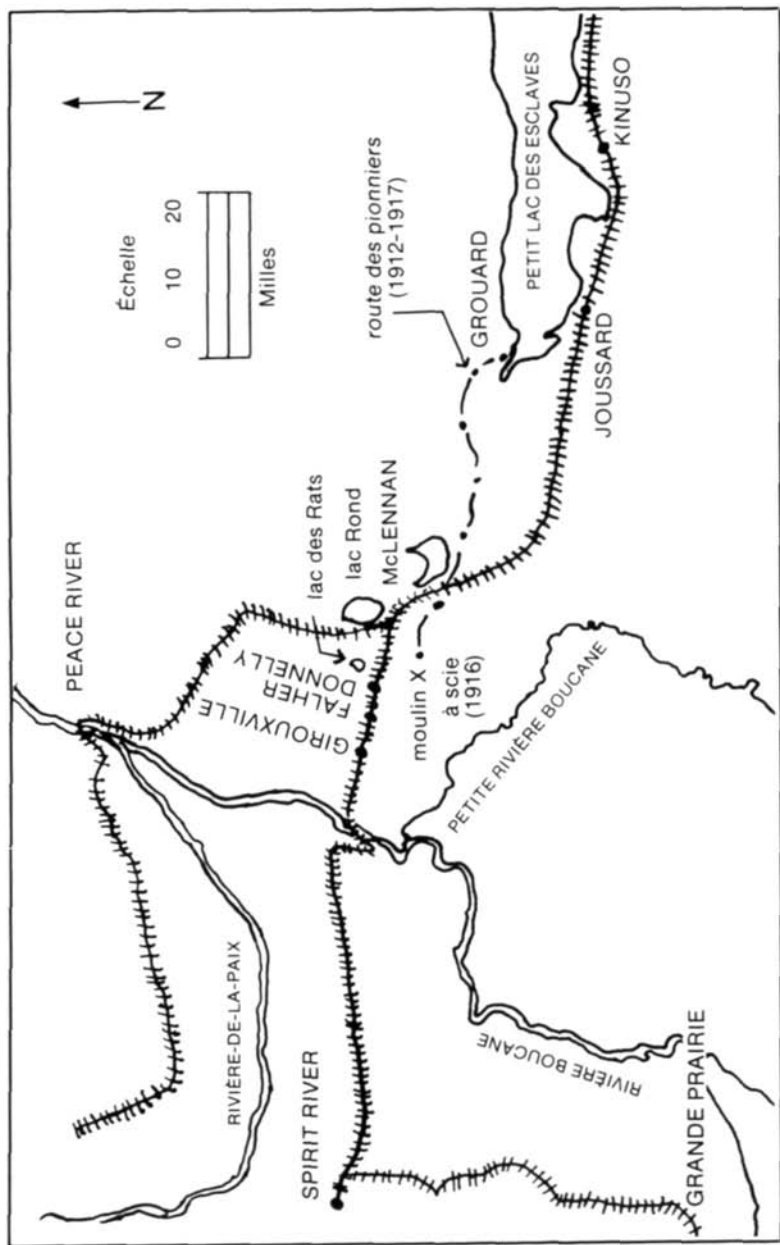 N
Échelle
0 10 20
Milles
PEACE RIVER
lac des Rats
lac Rond
McLENNAN
GROUARD
route des pionniers
(1912-1917)
PETIT LAC DES ESCLAVES
KINUSO
JOUSSARD
DONNELLY
FALHER
GIROUXVILLE
moulin X
à scie
(1916)
PETITE RIVIÈRE BOUCANE
RIVIÈRE-DE-LA-PAIX
SPIRIT RIVER
RIVIÈRE BOUCANE
GRANDE PRAIRIE